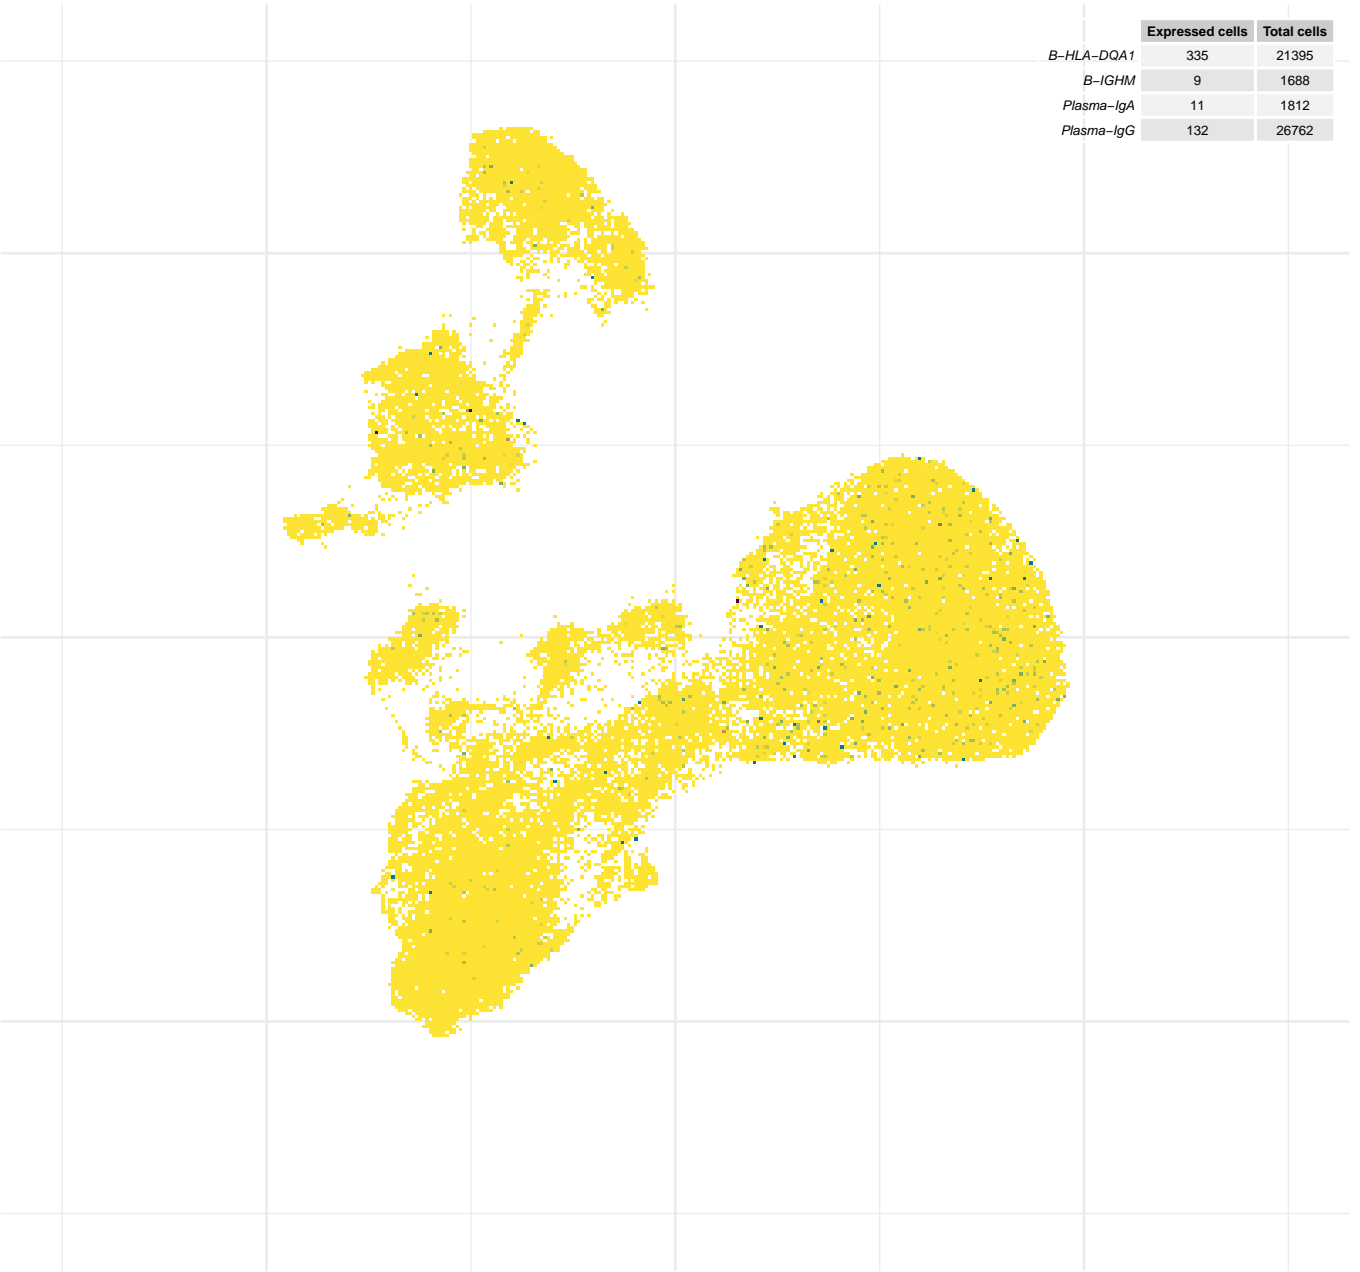 Expressed cells Total cells
B−HLA−DQA1 335 21395
B−IGHM 9 1688
Plasma−IgA 11 1812
Plasma−IgG 132 26762